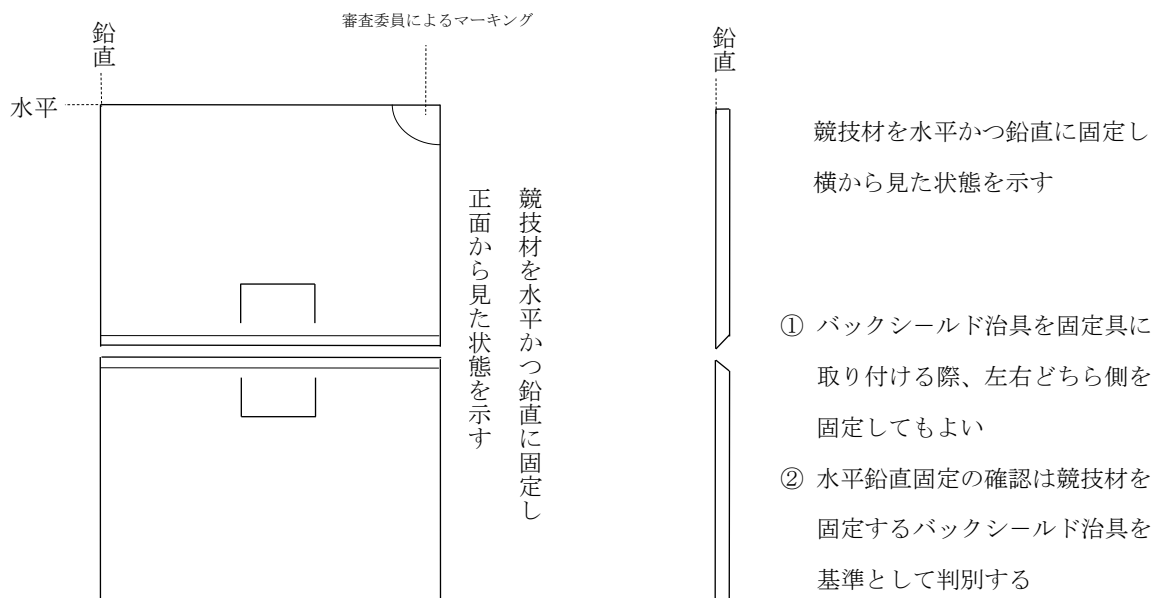 審査委員によるマーキング
鉛直
水平
競技材を水平かつ鉛直に固定し
正面から見た状態を示す
鉛直
競技材を水平かつ鉛直に固定し
横から見た状態を示す
① バックシールド治具を固定具に
取り付ける際、左右どちら側を
固定してもよい
② 水平鉛直固定の確認は競技材を
固定するバックシールド治具を
基準として判別する